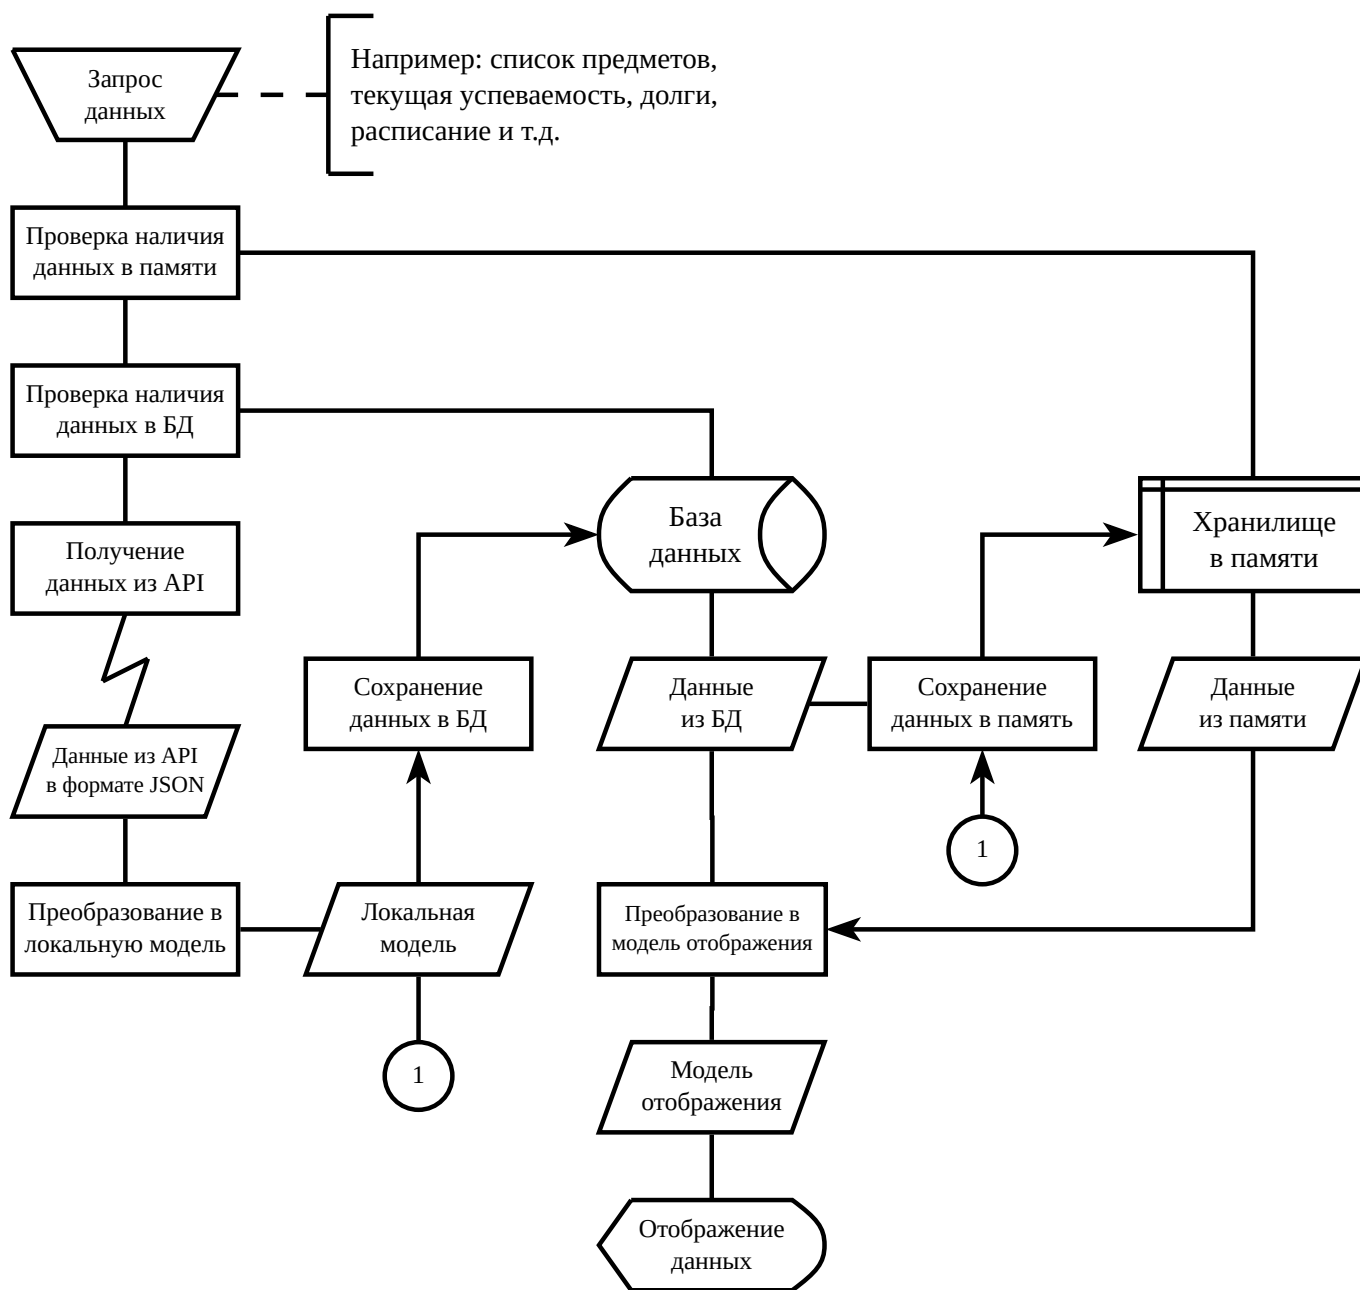 Запрос
данных
Например: список предметов,
текущая успеваемость, долги,
расписание и т.д.
Проверка наличия
данных в памяти
Проверка наличия
данных в БД
Получение
данных из API
База
данных
Хранилище
в памяти
Сохранение
данных в БД
Данные
из БД
Сохранение
данных в память
Данные
из памяти
Данные из API
в формате JSON
1
Преобразование в
локальную модель
Локальная
модель
Преобразование в
модель отображения
1
Модель
отображения
Отображение
данных